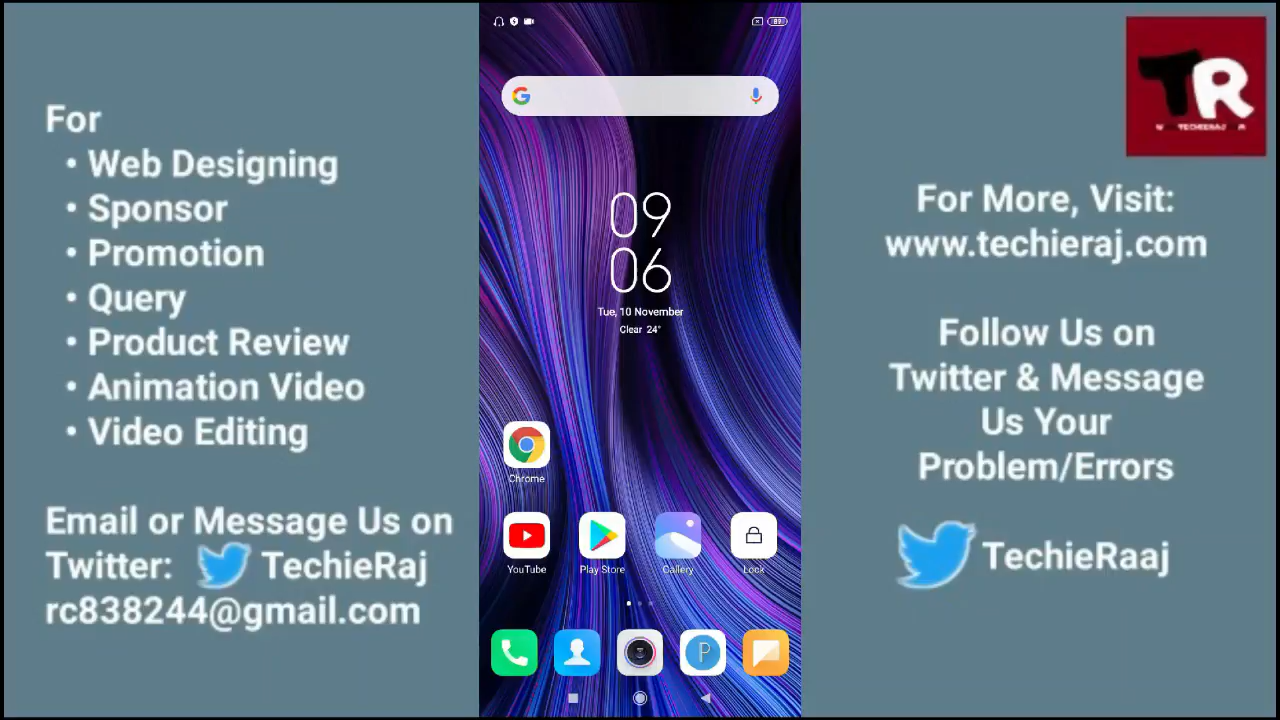 For
• Web Designing
• Sponsor
• Promotion
• Query
• Product Review
• Animation Video
• Video Editing
Email or Message Us on
Twitter: TechieRaj
rc838244@gmail.com
89
09
06
Tue, 10 November
Clear 24°
Chrome
YouTube
Play Store
Gallery
Lock
P
TR
For More, Visit:
www.techieraj.com
Follow Us on
Twitter & Message
Us Your
Problem/Errors
TechieRaaj